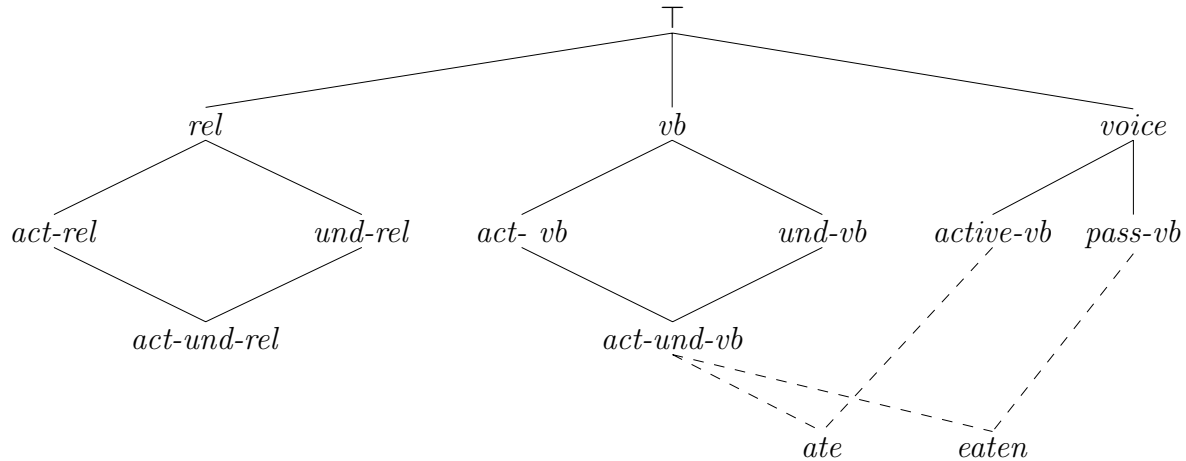 ⊤
rel vb voice
act-rel und-rel act- vb und-vb active-vb pass-vb
act-und-rel act-und-vb
ate eaten